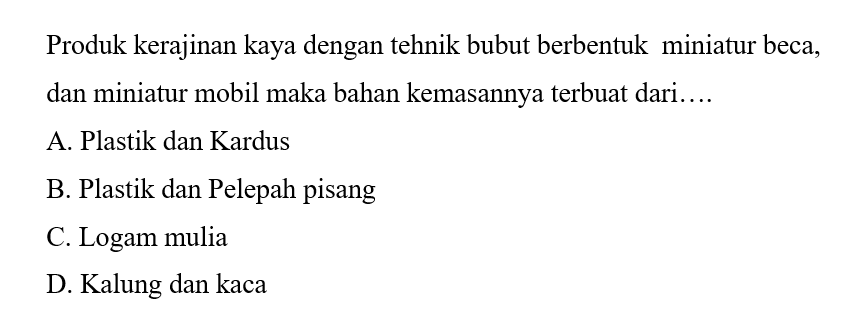 Produk kerajinan kaya dengan tehnik bubut berbentuk  miniatur beca,
dan miniatur mobil maka bahan kemasannya terbuat dari….
A. Plastik dan Kardus
B. Plastik dan Pelepah pisang
C. Logam mulia
D. Kalung dan kaca